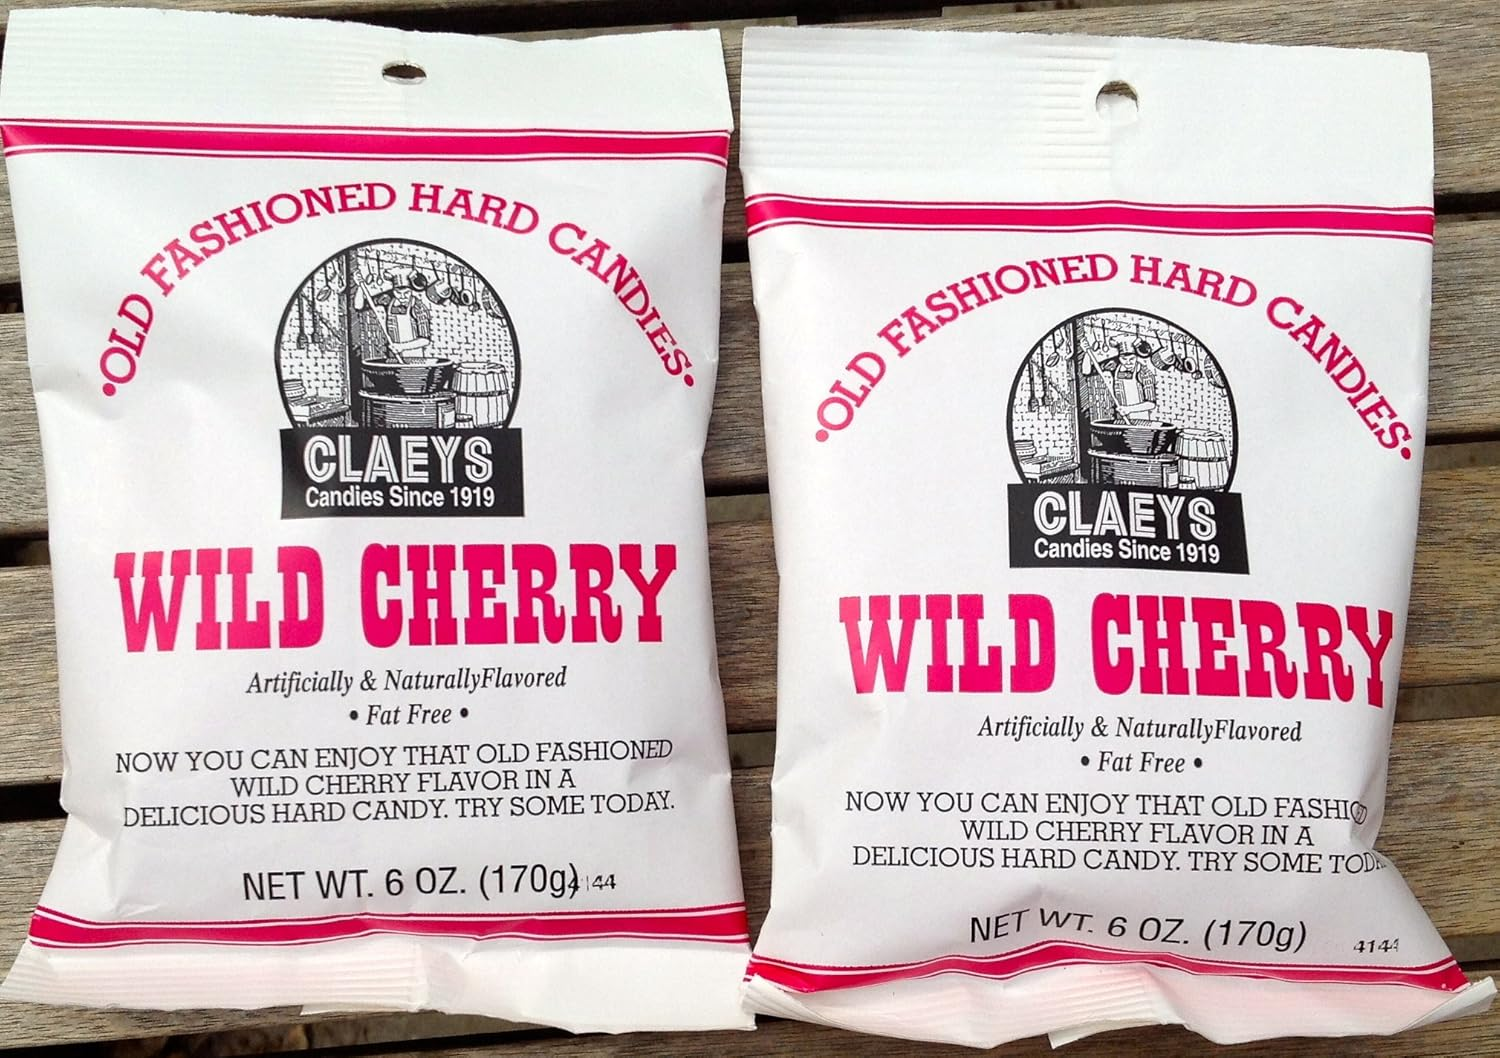 •OLD FASHIONED HARD CANDIES•
CLAEYS
Candies Since 1919
WILD CHERRY
Artificially & NaturallyFlavored
• Fat Free •
NOW YOU CAN ENJOY THAT OLD FASHIONED
WILD CHERRY FLAVOR IN A
DELICIOUS HARD CANDY. TRY SOME TODAY.
NET WT. 6 OZ. (170g) 4144
•OLD FASHIONED HARD CANDIES•
CLAEYS
Candies Since 1919
WILD CHERRY
Artificially & NaturallyFlavored
• Fat Free •
NOW YOU CAN ENJOY THAT OLD FASHIONED
WILD CHERRY FLAVOR IN A
DELICIOUS HARD CANDY. TRY SOME TODA
NET WT. 6 OZ. (170g) 4144